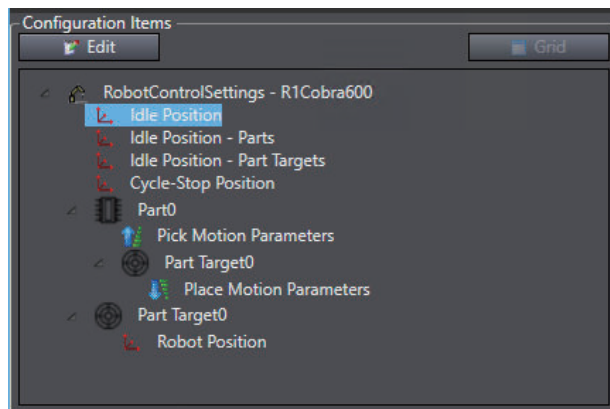 Configuration Items
Edit
Grid
RobotControlSettings - R1Cobra600
Idle Position
Idle Position - Parts
Idle Position - Part Targets
Cycle-Stop Position
Part0
Pick Motion Parameters
Part Target0
Place Motion Parameters
Part Target0
Robot Position